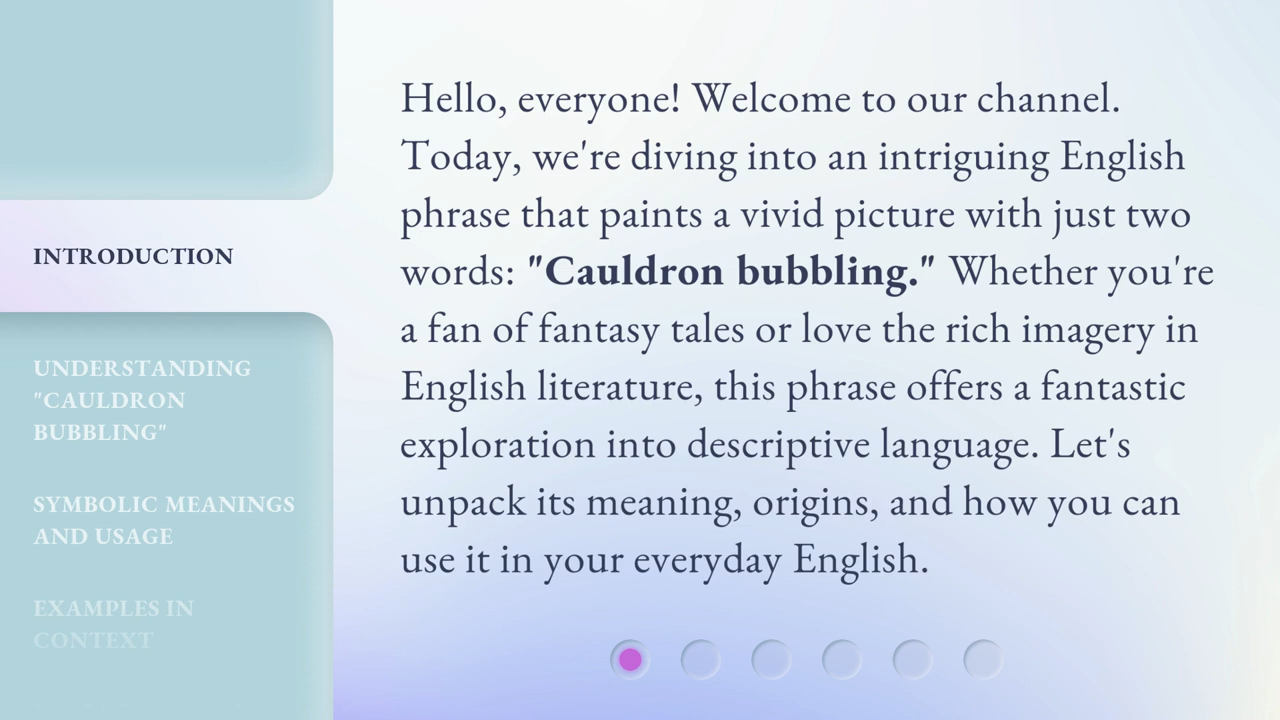 INTRODUCTION
UNDERSTANDING
"CAULDRON
BUBBLING"
SYMBOLIC MEANINGS
AND USAGE
EXAMPLES IN
CONTEXT
Hello, everyone! Welcome to our channel.
Today, we're diving into an intriguing English
phrase that paints a vivid picture with just two
words: "Cauldron bubbling." Whether you're
a fan of fantasy tales or love the rich imagery in
English literature, this phrase offers a fantastic
exploration into descriptive language. Let's
unpack its meaning, origins, and how you can
use it in your everyday English.